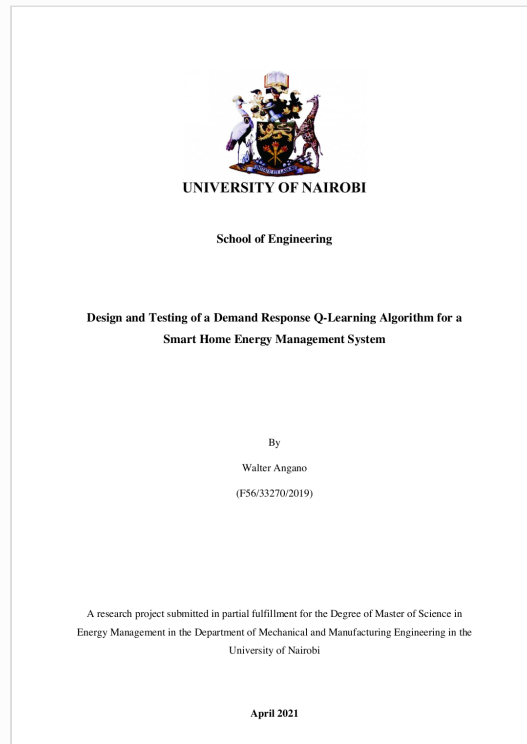 UNIVERSITY OF NAIROBI
School of Engineering
Design and Testing of a Demand Response Q-Learning Algorithm for a
Smart Home Energy Management System
By
Walter Angano
(F56/33270/2019)
A research project submitted in partial fulfillment for the Degree of Master of Science in
Energy Management in the Department of Mechanical and Manufacturing Engineering in the
University of Nairobi
April 2021